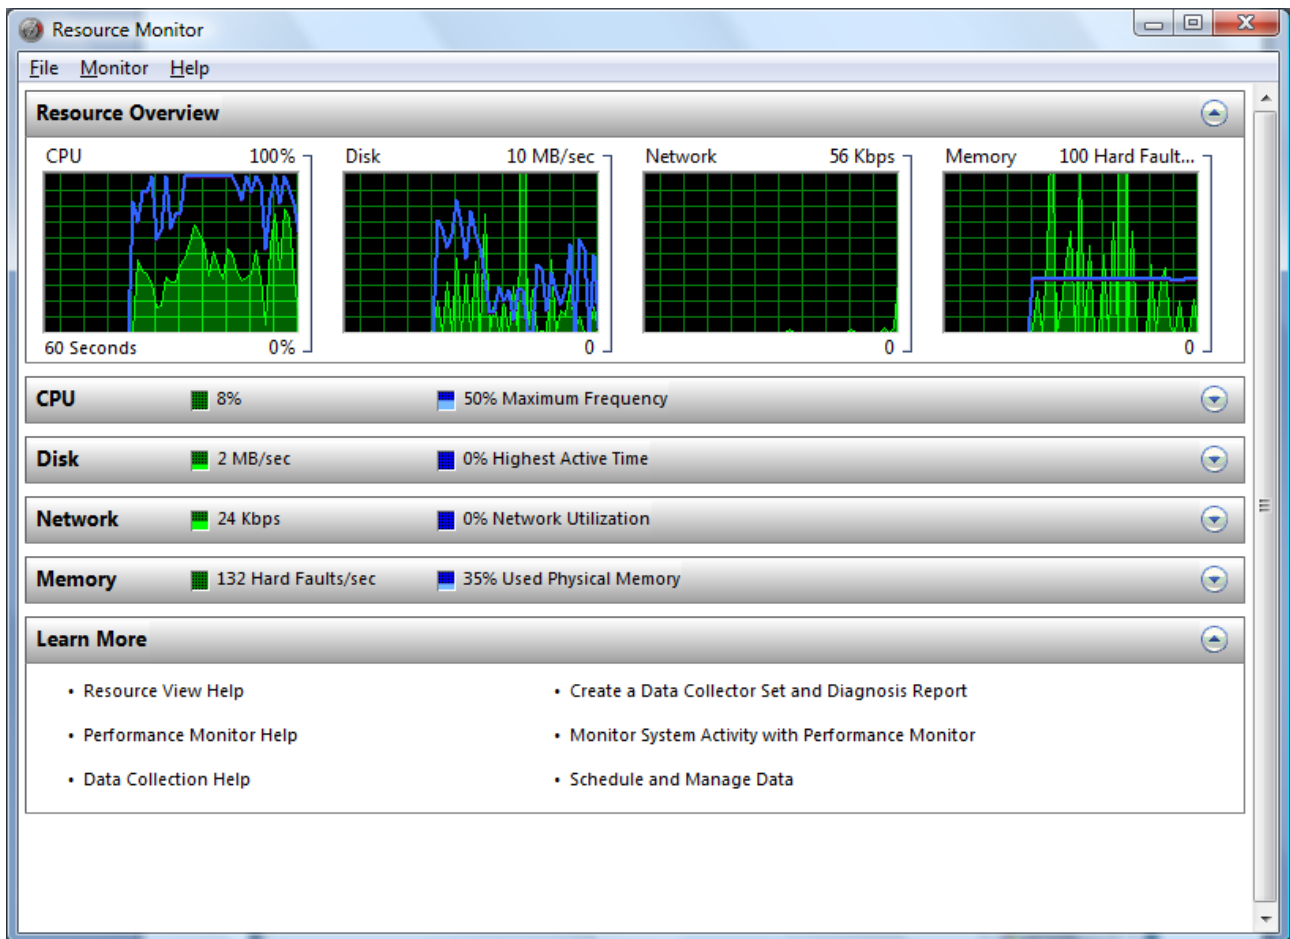 Resource Monitor
File Monitor Help
Resource Overview
CPU 100% Disk 10 MB/sec Network 56 Kbps Memory 100 Hard Fault...
60 Seconds 0% 0 0 0
CPU 8% 50% Maximum Frequency
Disk 2 MB/sec 0% Highest Active Time
Network 24 Kbps 0% Network Utilization
Memory 132 Hard Faults/sec 35% Used Physical Memory
Learn More
• Resource View Help • Create a Data Collector Set and Diagnosis Report
• Performance Monitor Help • Monitor System Activity with Performance Monitor
• Data Collection Help • Schedule and Manage Data